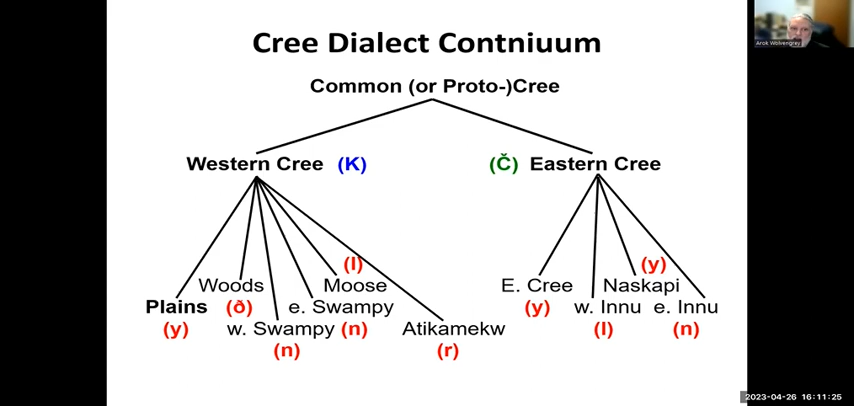 Cree Dialect Contniuum
Common (or Proto-)Cree
Western Cree (K)
(Č) Eastern Cree
(l)
(y)
Woods
Moose
E. Cree
Naskapi
Plains
(ð)
e. Swampy
(y)
w. Innu
e. Innu
(y)
w. Swampy
(n)
Atikamekw
(l)
(n)
(n)
(r)
Arok Wolvengrey
2023-04-26 16:11:25